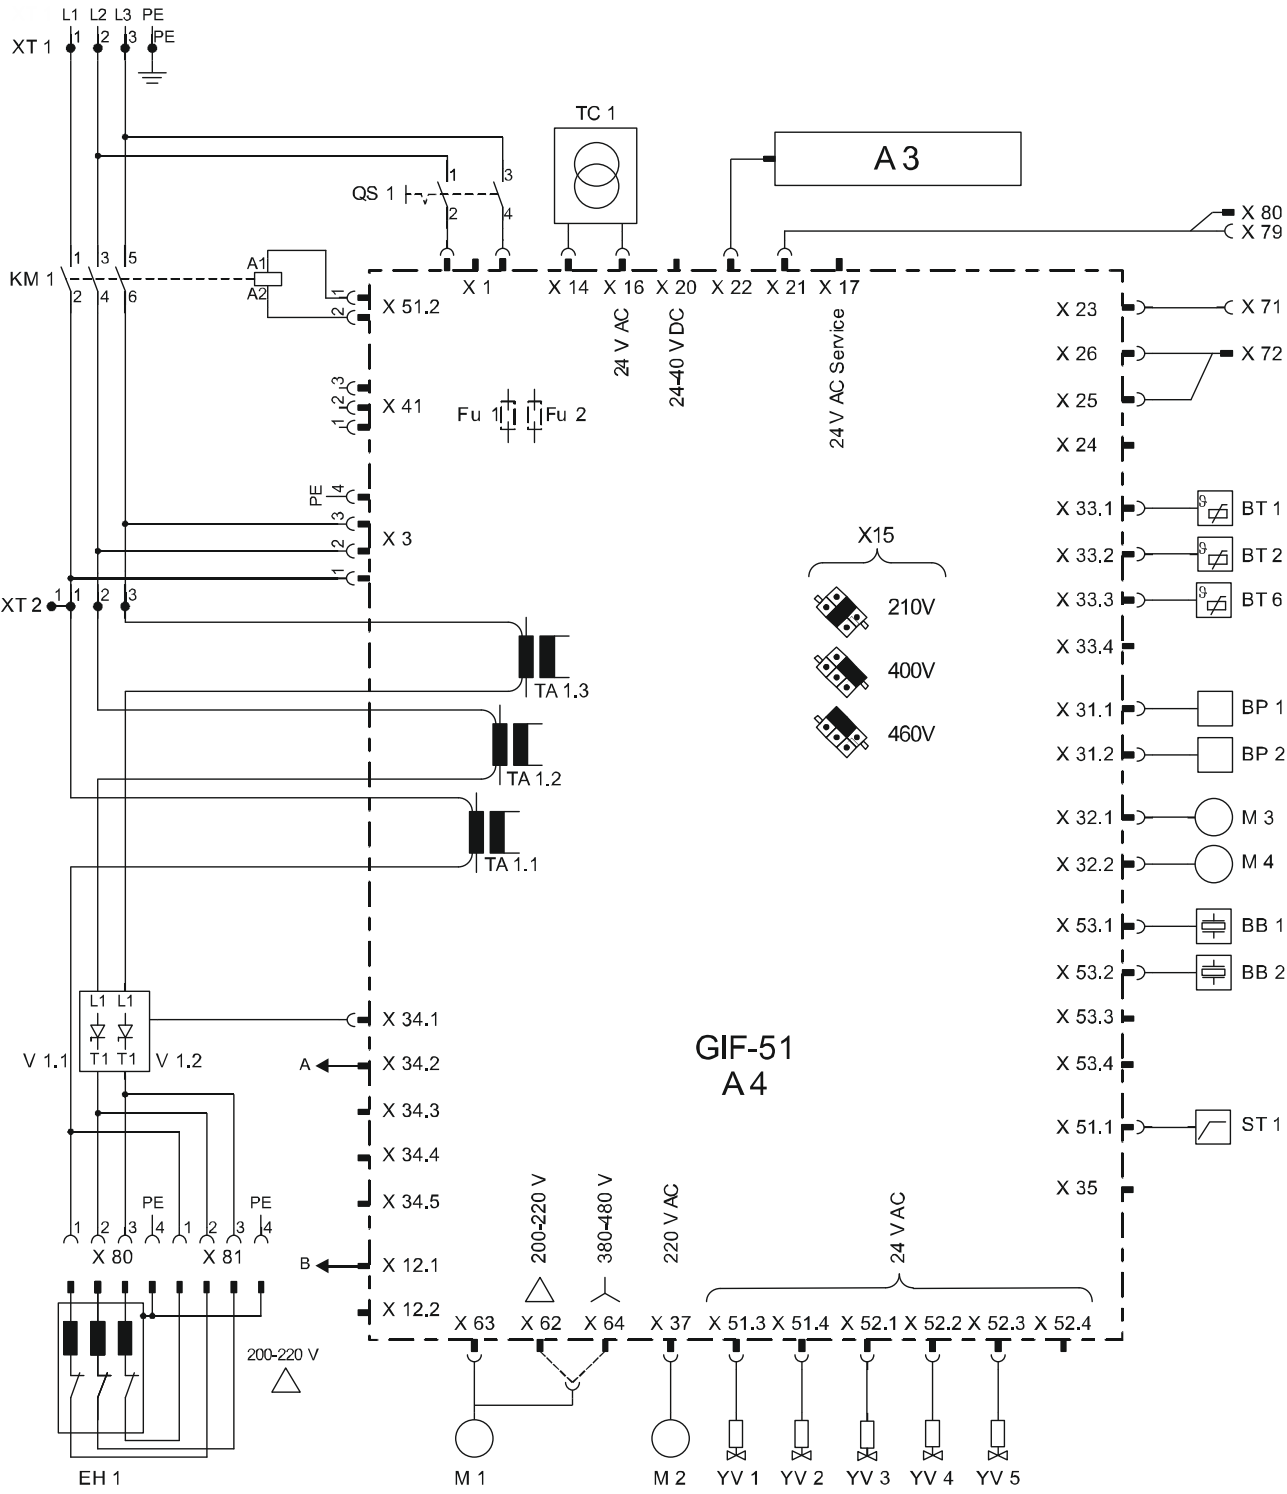 L1 L2 L3 PE
XT 1 1 2 3 PE
TC 1
A 3
QS 1 1 3
2 4
X 80
X 79
KM 1 1 3 5
2 4 6
A1
A2
1
2
X 51.2
X 1 X 14 X 16 X 20 X 22 X 21 X 17
24 V AC
24-40 V DC
24 V AC Service
X 23 X 71
X 26 X 72
X 25
X 24
3
2
1
X 41
Fu 1 Fu 2
PE 4
3
2
1
X 3
X 33.1 BT 1
X 33.2 BT 2
X 33.3 BT 6
X 33.4
ϑ
ϑ
ϑ
X15
210V
400V
460V
XT 2 1 1 2 3
TA 1.3
TA 1.2
TA 1.1
X 31.1 BP 1
X 31.2 BP 2
X 32.1 M 3
X 32.2 M 4
X 53.1 BB 1
X 53.2 BB 2
X 53.3
X 53.4
X 51.1 ST 1
X 35
L1 L1
T1 T1
V 1.1 V 1.2
X 34.1
A X 34.2
X 34.3
X 34.4
X 34.5
B X 12.1
X 12.2
GIF-51
A 4
PE PE
1 2 3 4 1 2 3 4
X 80 X 81
200-220 V
EH 1
200-220 V
380-480 V
220 V AC
24 V AC
X 63 X 62 X 64 X 37 X 51.3 X 51.4 X 52.1 X 52.2 X 52.3 X 52.4
M 1 M 2 YV 1 YV 2 YV 3 YV 4 YV 5